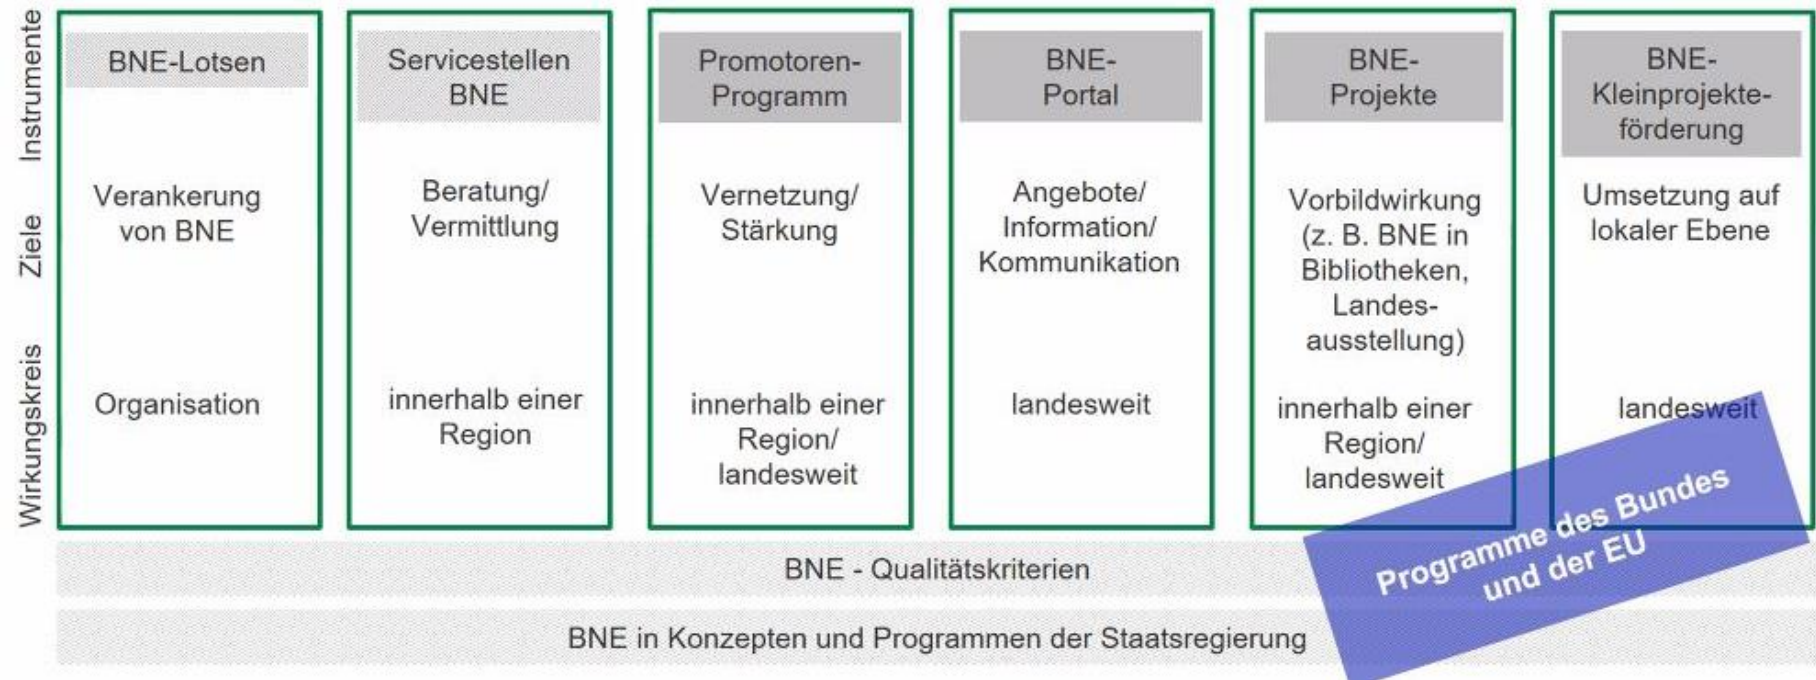 Instrumente
BNE-Lotsen
Servicestellen
BNE
Promotoren-
Programm
BNE-
Portal
BNE-
Projekte
BNE-
Kleinprojekte-
förderung
Ziele
Verankerung
von BNE
Beratung/
Vermittlung
Vernetzung/
Stärkung
Angebote/
Information/
Kommunikation
Vorbildwirkung
(z. B. BNE in
Bibliotheken,
Landes-
ausstellung)
Umsetzung auf
lokaler Ebene
Wirkungskreis
Organisation
innerhalb einer
Region
innerhalb einer
Region/
landesweit
landesweit
innerhalb einer
Region/
landesweit
landesweit
Programme des Bundes
und der EU
BNE - Qualitätskriterien
BNE in Konzepten und Programmen der Staatsregierung